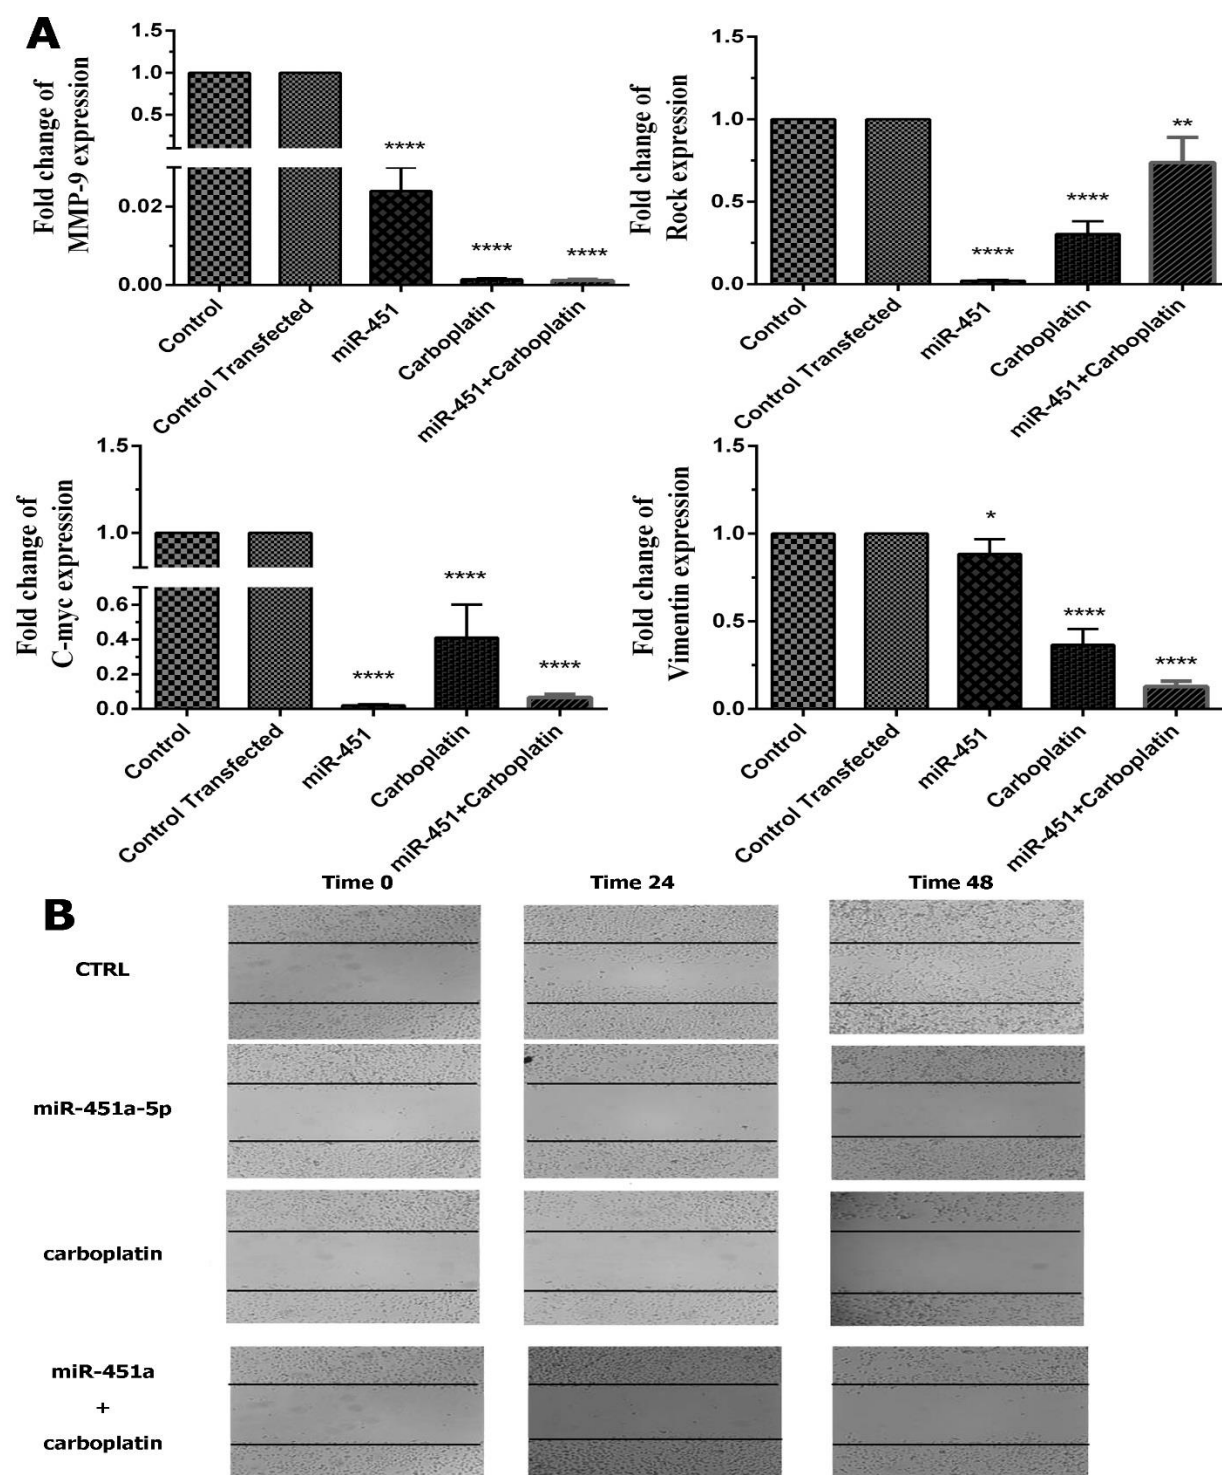 A
Fold change of
MMP-9 expression
1.5
1.0
0.5
0.02
0.00
****
****
****
Control
Control Transfected
miR-451
Carboplatin
miR-451+Carboplatin
Fold change of
Rock expression
1.5
1.0
0.5
0.0
****
****
**
Control
Control Transfected
miR-451
Carboplatin
miR-451+Carboplatin
Fold change of
C-myc expression
1.5
1.0
0.6
0.4
0.2
0.0
****
****
****
Control
Control Transfected
miR-451
Carboplatin
miR-451+Carboplatin
Fold change of
Vimentin expression
1.5
1.0
0.5
0.0
*
****
****
Control
Control Transfected
miR-451
Carboplatin
miR-451+Carboplatin
B
Time 0 Time 24 Time 48
CTRL
miR-451a-5p
carboplatin
miR-451a
+
carboplatin